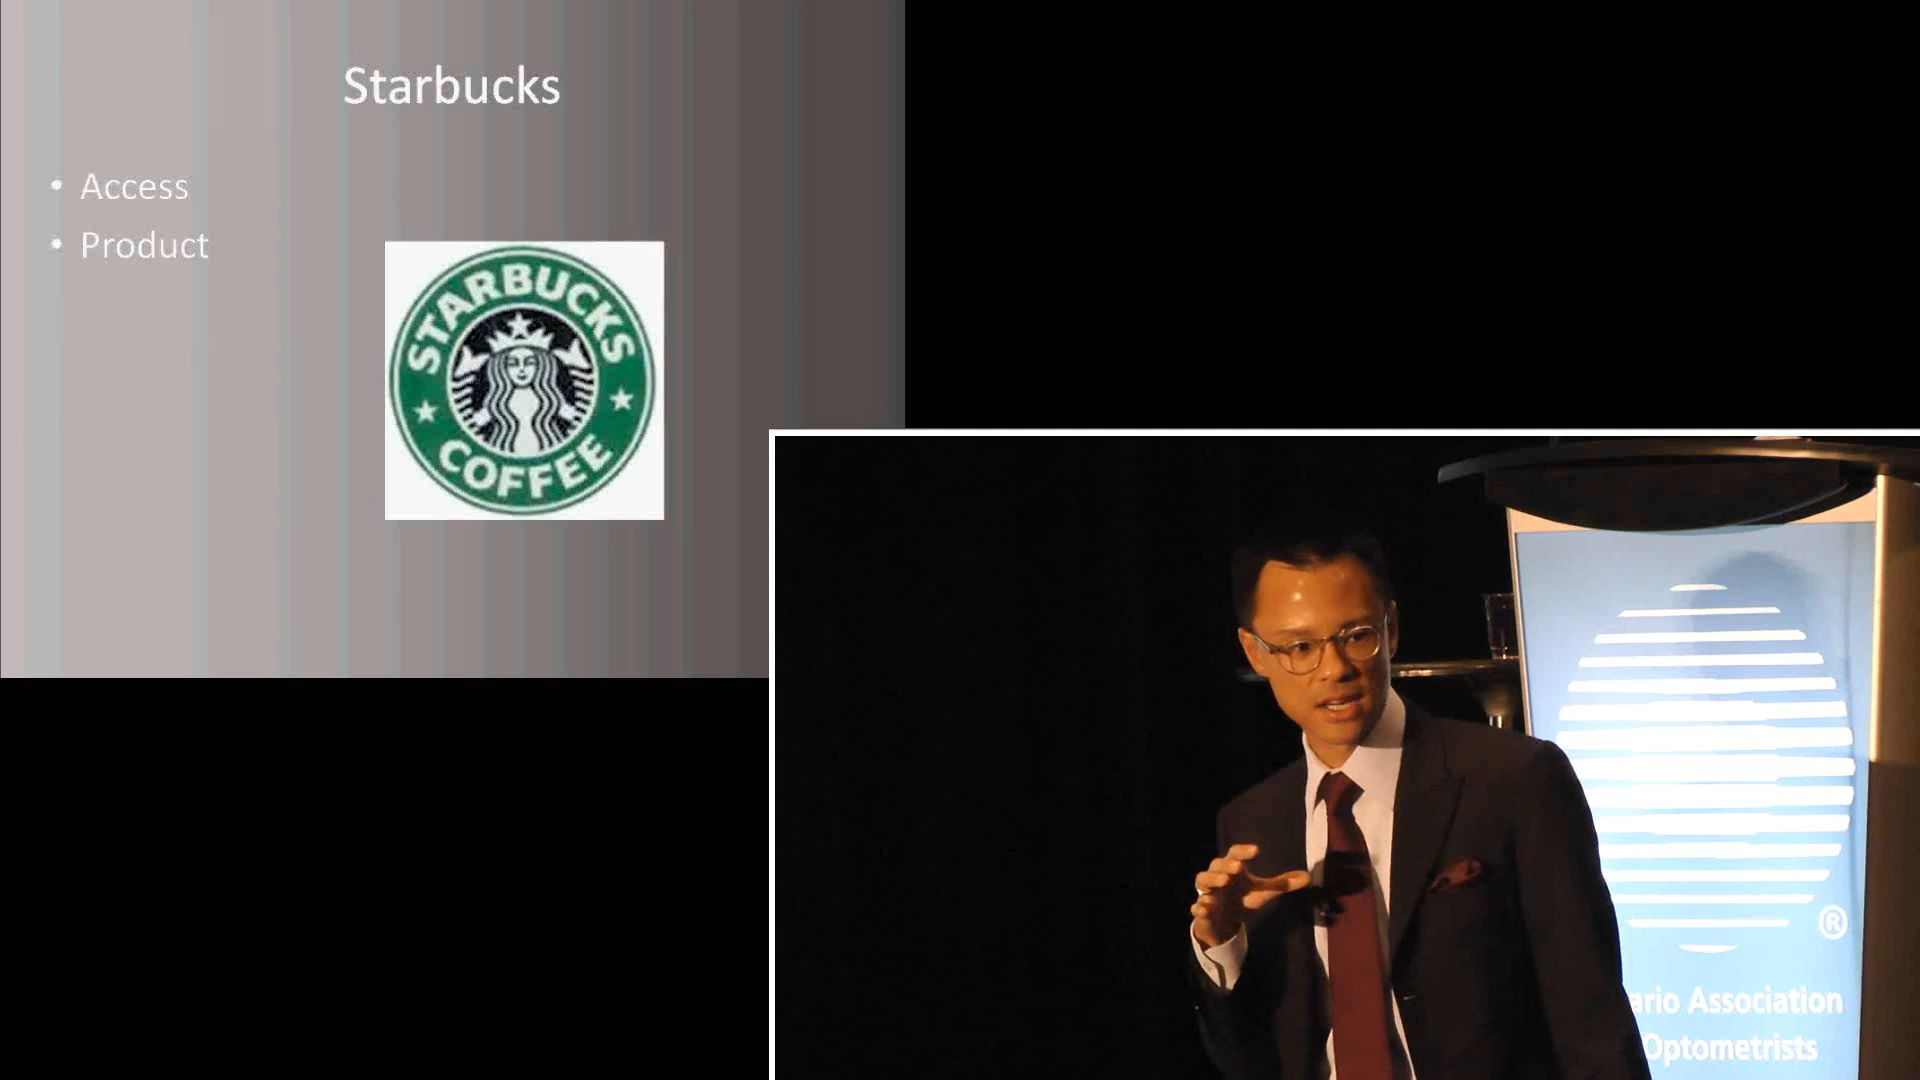 Starbucks
• Access
• Product
STARBUCKS
COFFEE
®
ario Association
Optometrists